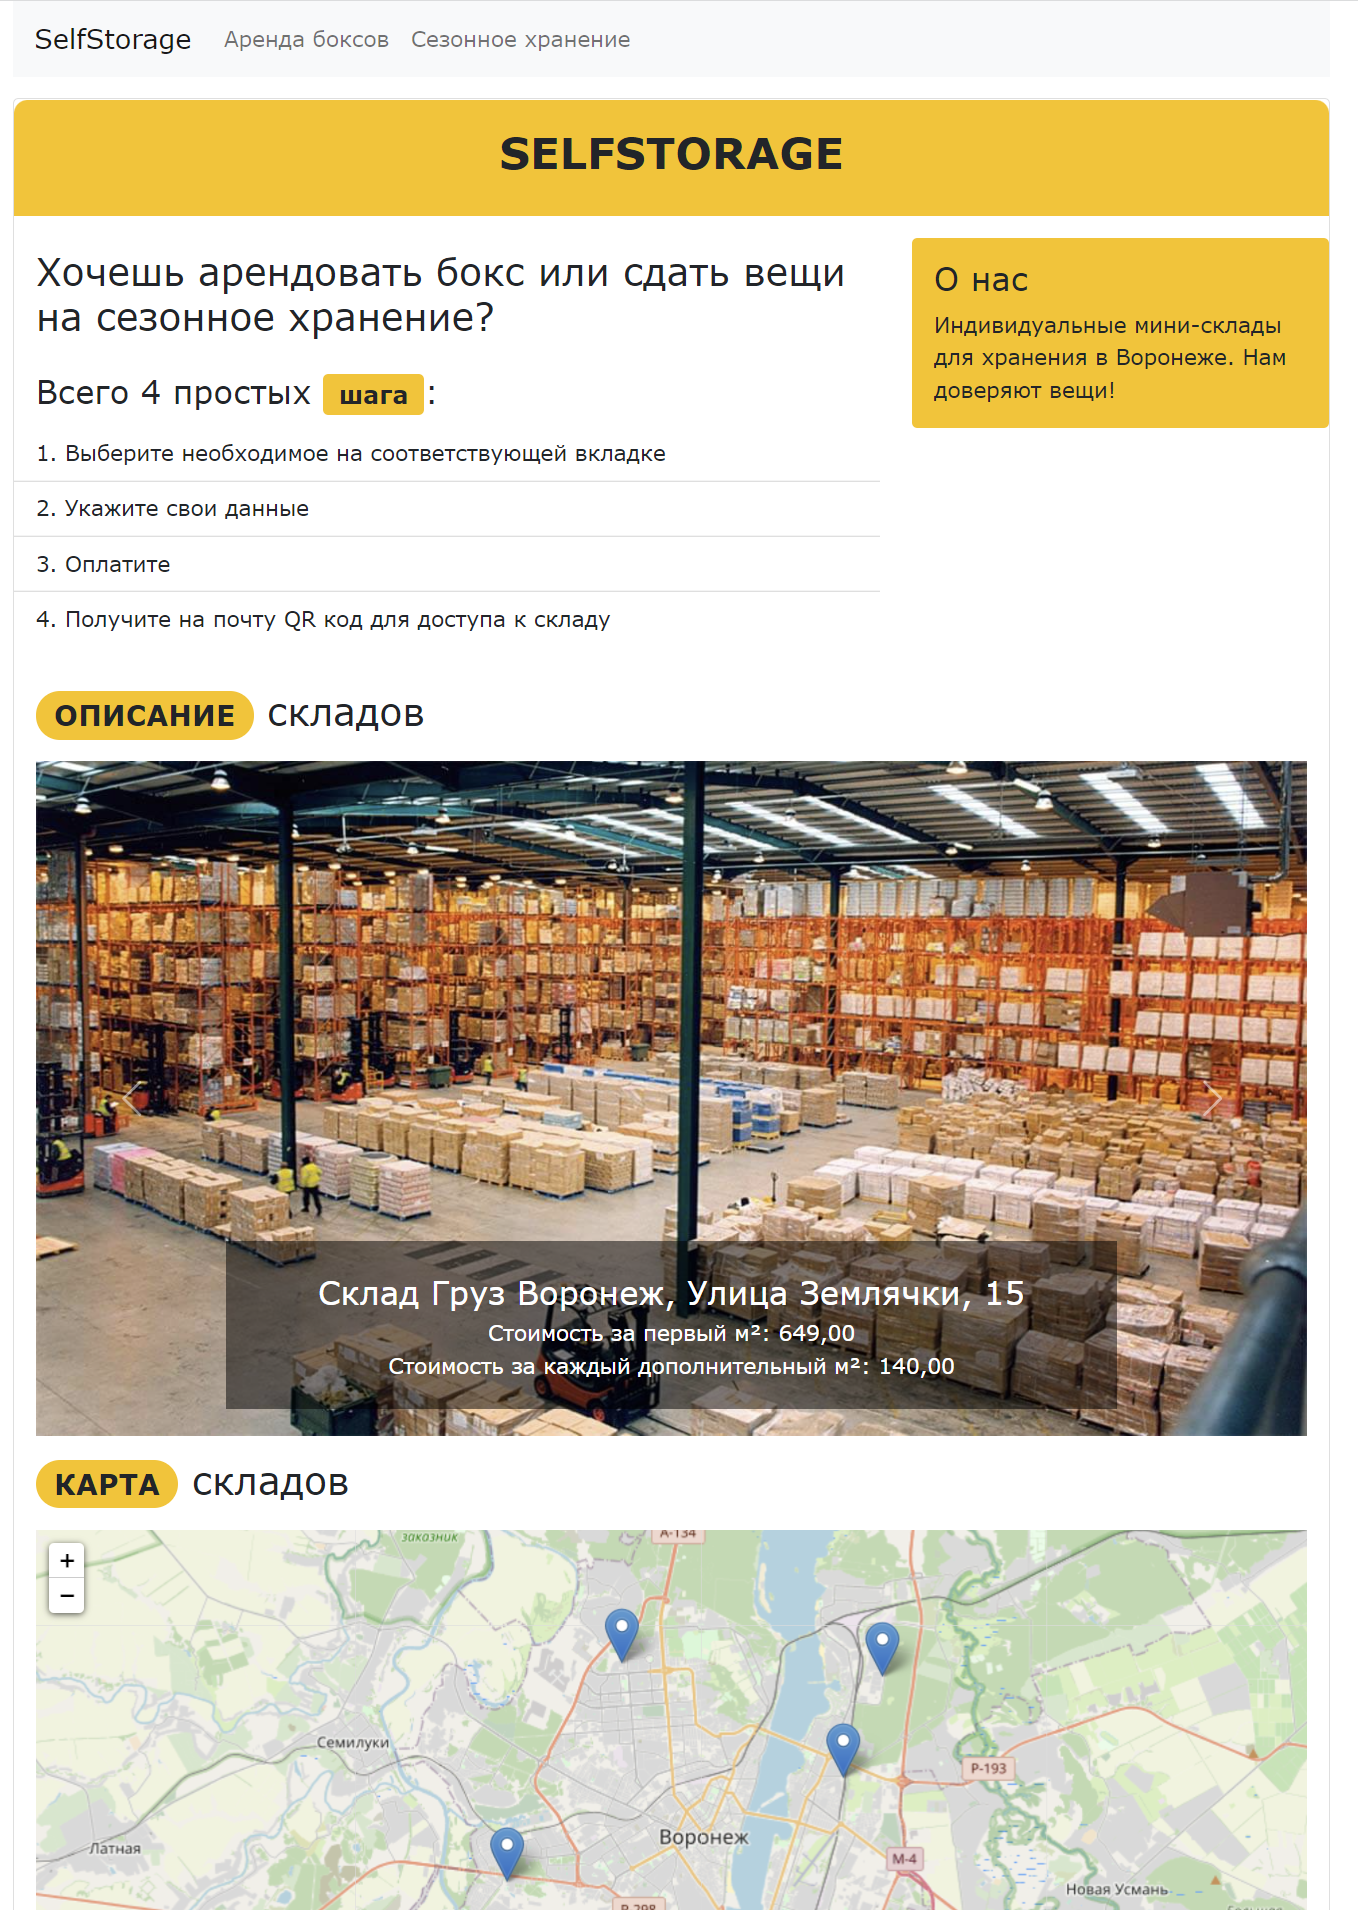 SelfStorage Аренда боксов Сезонное хранение
SELFSTORAGE
Хочешь арендовать бокс или сдать вещи
на сезонное хранение?
Всего 4 простых шага :
1. Выберите необходимое на соответствующей вкладке
2. Укажите свои данные
3. Оплатите
4. Получите на почту QR код для доступа к складу
О нас
Индивидуальные мини-склады
для хранения в Воронеже. Нам
доверяют вещи!
ОПИСАНИЕ складов
Склад Груз Воронеж, Улица Землячки, 15
Стоимость за первый м²: 649,00
Стоимость за каждый дополнительный м²: 140,00
КАРТА складов
+
−
заказник
А-134
Семилуки
Р-193
Латная
Воронеж
М-4
Новая Усмань
Р-298